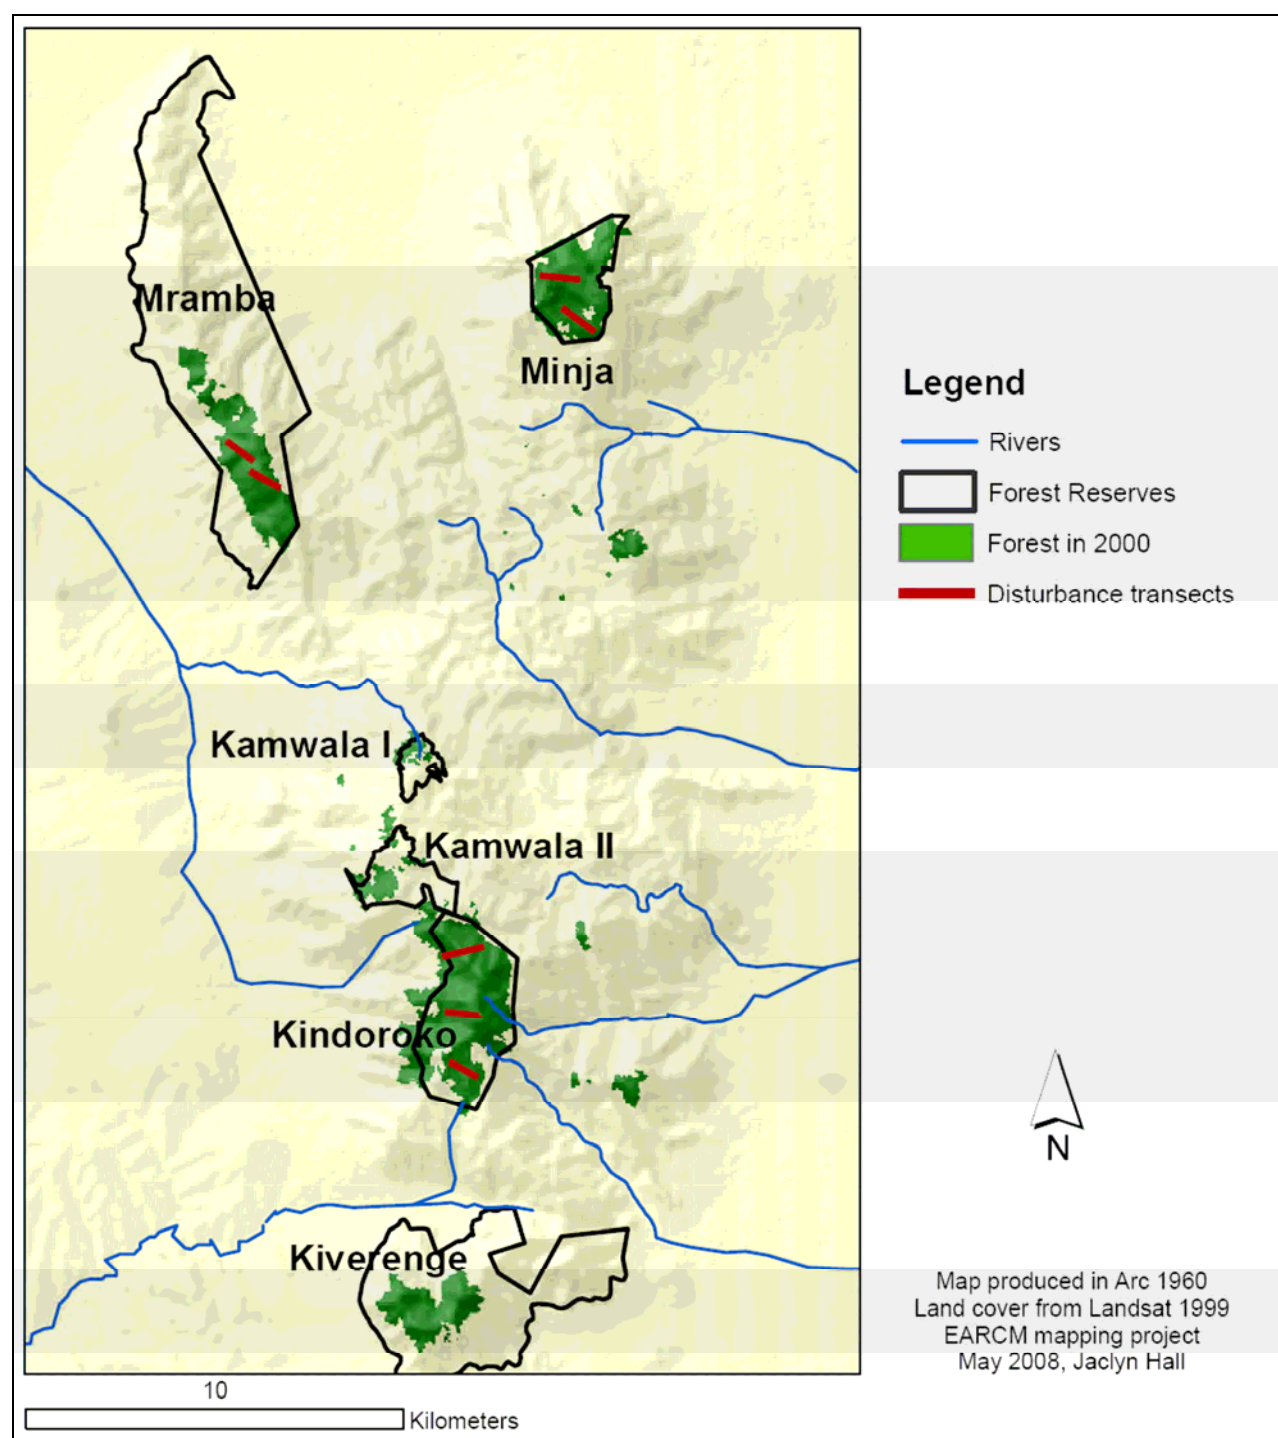 Mramba
Minja
Kamwala I
Kamwala II
Kindoroko
Kiverenge
Legend
Rivers
Forest Reserves
Forest in 2000
Disturbance transects
N
Map produced in Arc 1960
Land cover from Landsat 1999
EARCM mapping project
May 2008, Jaclyn Hall
10
Kilometers